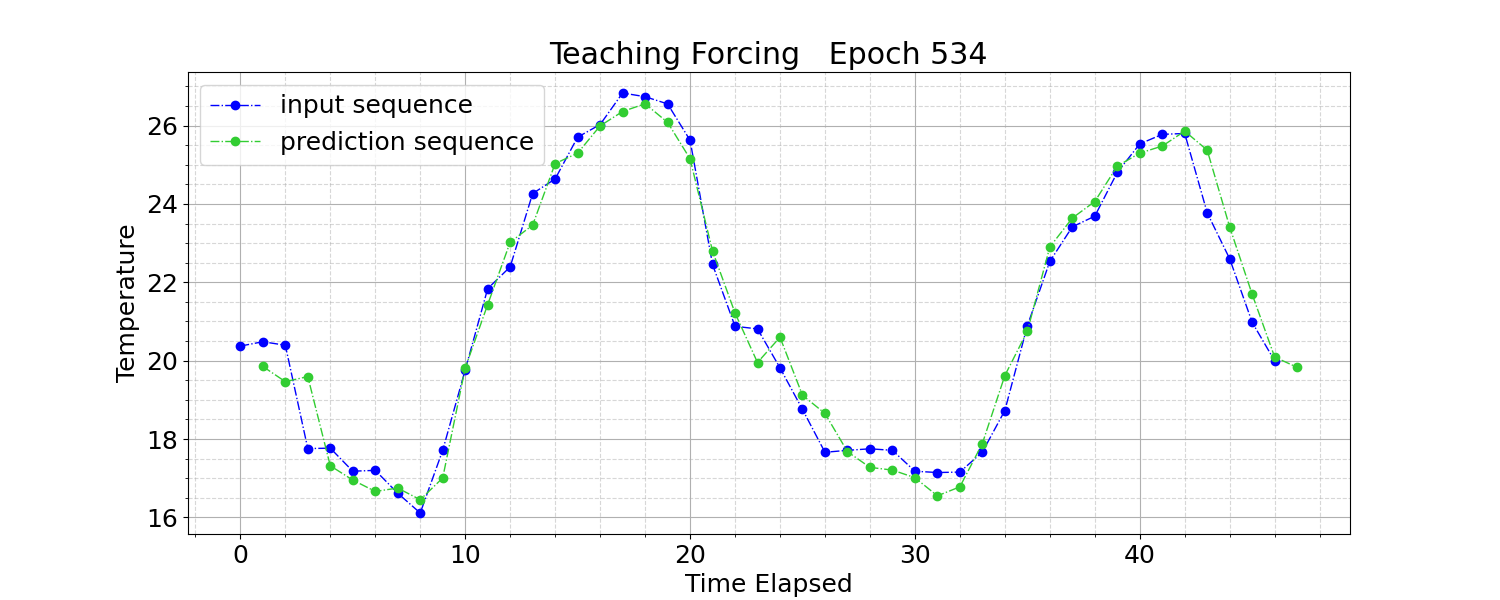 Teaching Forcing   Epoch 534
input sequence
prediction sequence
Temperature
26
24
22
20
18
16
0 10 20 30 40
Time Elapsed